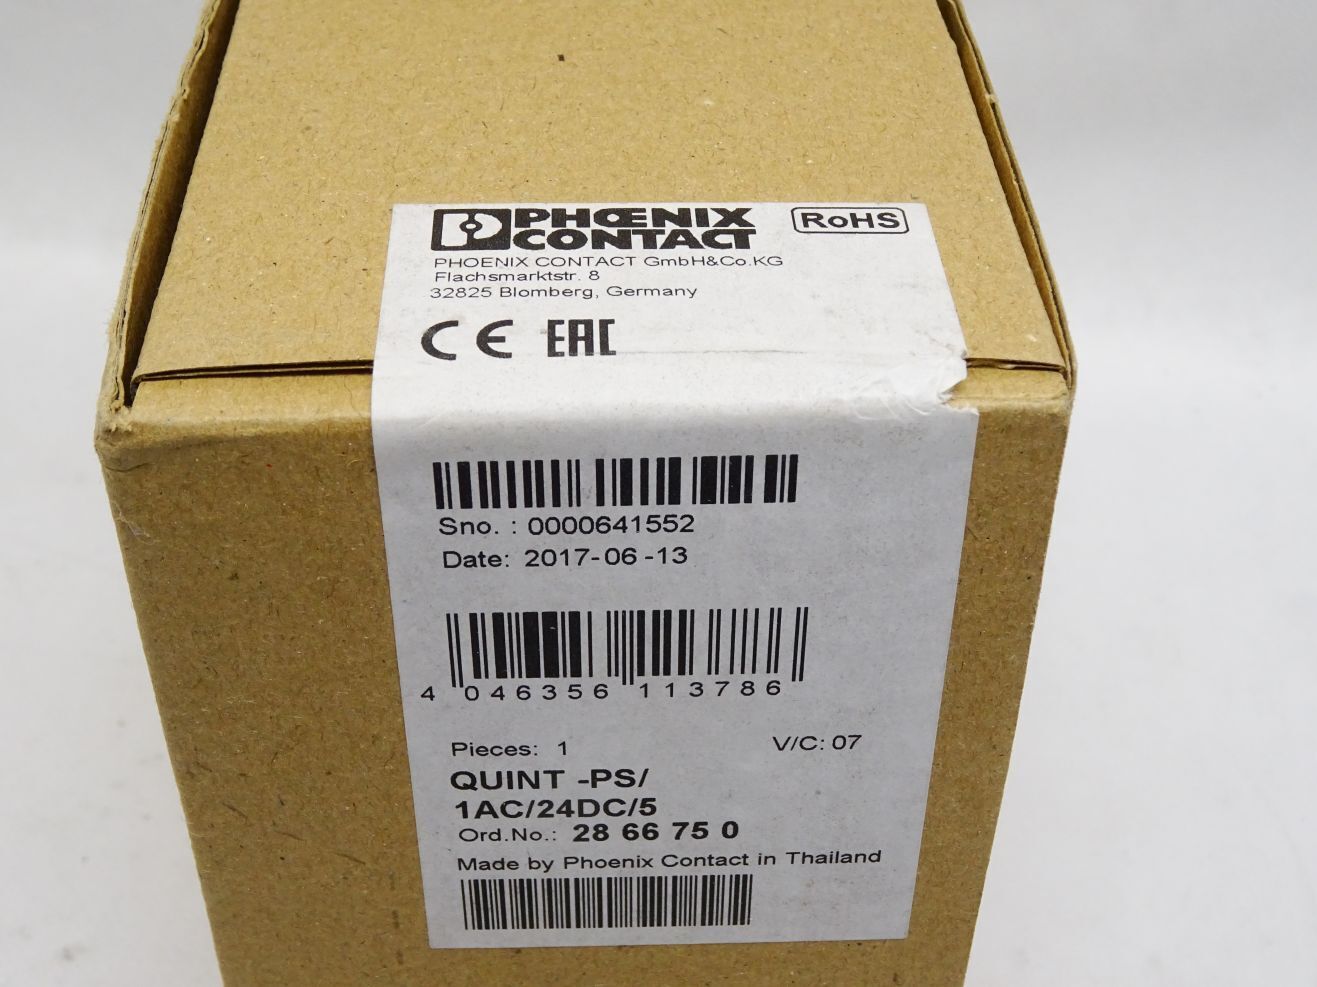 PHŒNIX
CONTACT
RoHS
PHOENIX CONTACT GmbH&Co.KG
Flachsmarktstr. 8
32825 Blomberg, Germany
CE EAC
Sno. : 0000641552
Date: 2017-06-13
4 046356 113786
Pieces: 1 V/C: 07
QUINT -PS/
1AC/24DC/5
Ord.No.: 28 66 75 0
Made by Phoenix Contact in Thailand